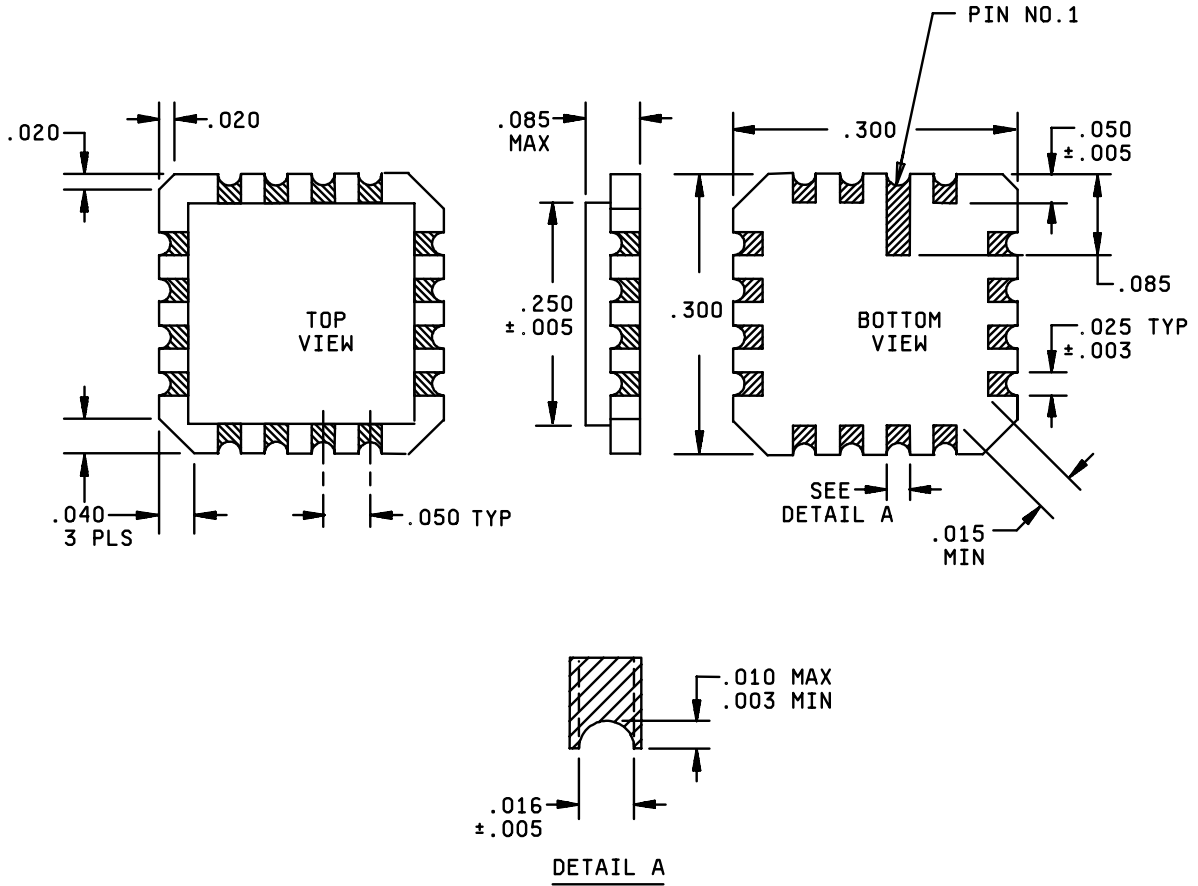 PIN NO.1
.020
.020
.085
MAX
.300
.050
±.005
.250
±.005
.300
.085
.025 TYP
±.003
TOP
VIEW
BOTTOM
VIEW
.040
3 PLS
.050 TYP
SEE
DETAIL A
.015
MIN
.010 MAX
.003 MIN
.016
±.005
DETAIL A